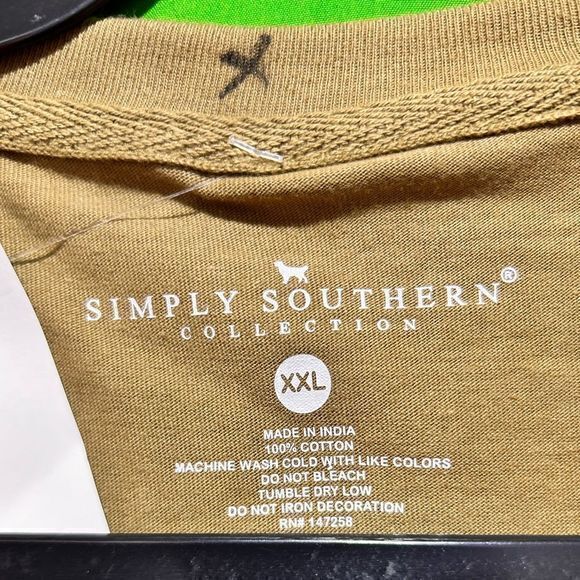 X
SIMPLY SOUTHERN®
COLLECTION
XXL
MADE IN INDIA
100% COTTON
MACHINE WASH COLD WITH LIKE COLORS
DO NOT BLEACH
TUMBLE DRY LOW
DO NOT IRON DECORATION
RN# 147258